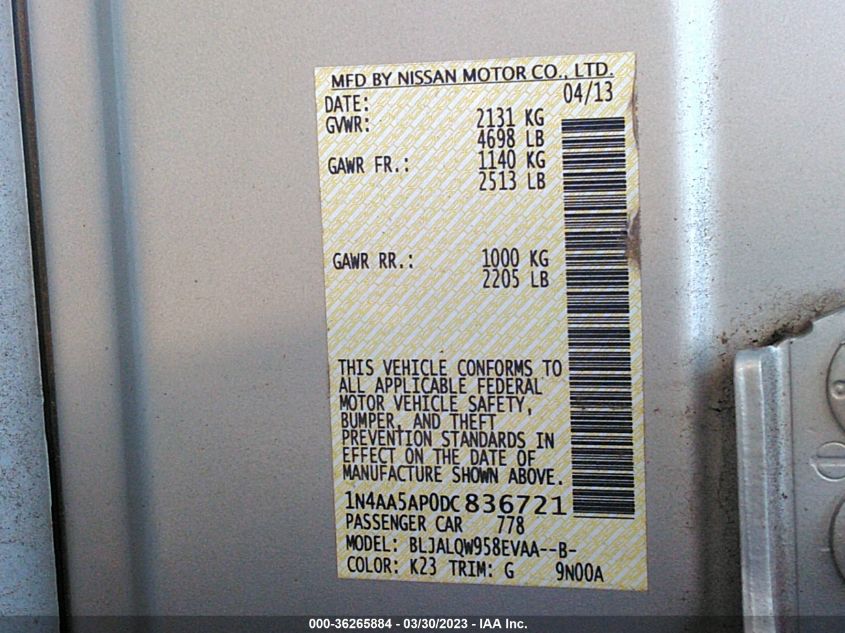 MFD BY NISSAN MOTOR CO., LTD.
DATE: 04/13
GVWR: 2131 KG
4698 LB
GAWR FR.: 1140 KG
2513 LB
GAWR RR.: 1000 KG
2205 LB
THIS VEHICLE CONFORMS TO
ALL APPLICABLE FEDERAL
MOTOR VEHICLE SAFETY,
BUMPER, AND THEFT
PREVENTION STANDARDS IN
EFFECT ON THE DATE OF
MANUFACTURE SHOWN ABOVE.
1N4AA5AP0DC836721
PASSENGER CAR 778
MODEL: BLJALQW958EVAA--B-
COLOR: K23 TRIM: G 9N00A
000-36265884 / 03/30/2023 - IAA Inc.